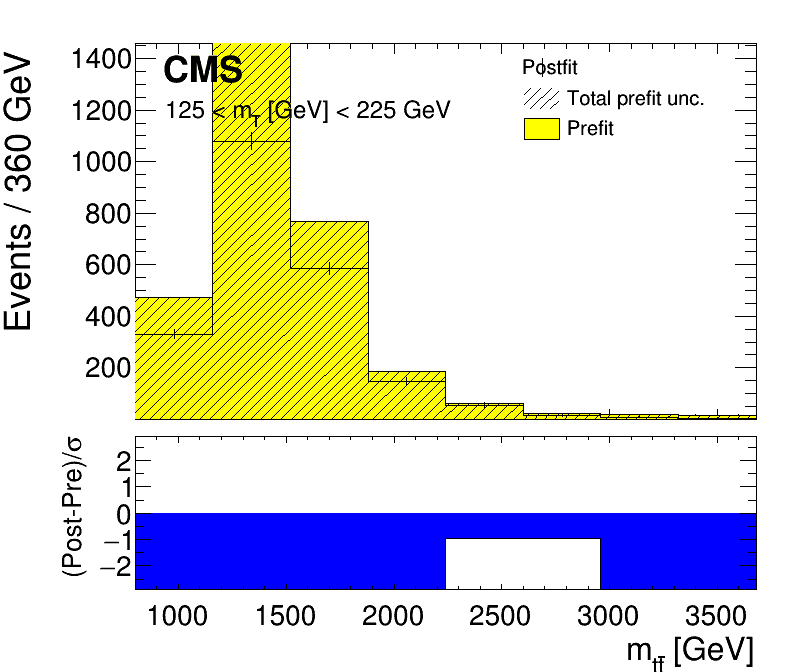 Events / 360 GeV
1400
1200
1000
800
600
400
200
CMS
125 < m_T [GeV] < 225 GeV
Postfit
Total prefit unc.
Prefit
(Post-Pre)/σ
2
1
0
−1
−2
1000 1500 2000 2500 3000 3500
m_tt̄ [GeV]